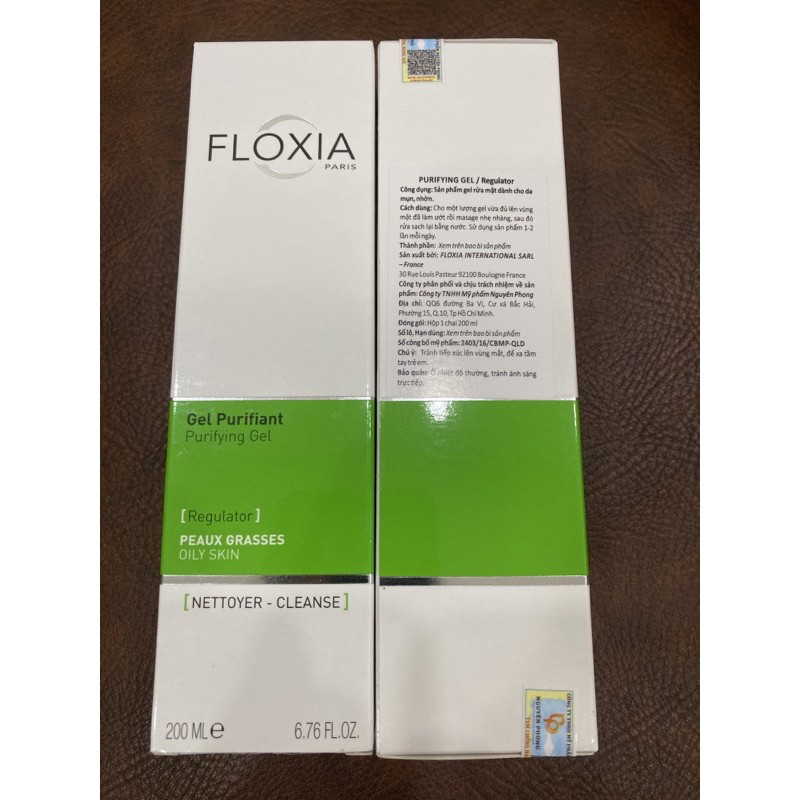 FLOXIA
PARIS
Gel Purifiant
Purifying Gel
[Regulator]
PEAUX GRASSES
OILY SKIN
[NETTOYER - CLEANSE]
200 ML e
6.76 FL.OZ.
PURIFYING GEL / Regulator
Công dụng: Sản phẩm gel rửa mặt dành cho da
mụn, nhờn.
Cách dùng: Cho một lượng gel vừa đủ lên vùng
mặt đã làm ướt rồi masage nhẹ nhàng, sau đó
rửa sạch lại bằng nước. Sử dụng sản phẩm 1-2
lần mỗi ngày.
Thành phần: Xem trên bao bì sản phẩm
Sản xuất bởi: FLOXIA INTERNATIONAL SARL
– France
30 Rue Louis Pasteur 92100 Boulogne France
Công ty phân phối và chịu trách nhiệm về sản
phẩm: Công ty TNHH Mỹ phẩm Nguyên Phong
Địa chỉ: QQ6 đường Ba Vì, Cư xá Bắc Hải,
Phường 15, Q.10, Tp Hồ Chí Minh.
Đóng gói: Hộp 1 chai 200 ml
Số lô, Hạn dùng: Xem trên bao bì sản phẩm
Số công bố mỹ phẩm: 2403/16/CBMP-QLD
Chú ý: Tránh tiếp xúc lên vùng mắt, để xa tầm
tay trẻ em.
Bảo quản: Ở nhiệt độ thường, tránh ánh sáng
trực tiếp.
CÔNG TY TNHH MỸ PHẨM
NGUYÊN PHONG